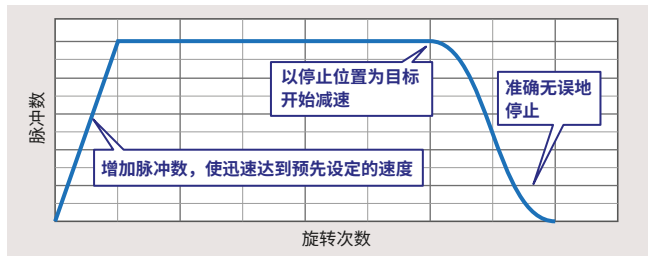 以停止位置为目标
开始减速
准确无误地
停止
增加脉冲数，使迅速达到预先设定的速度
脉冲数
旋转次数